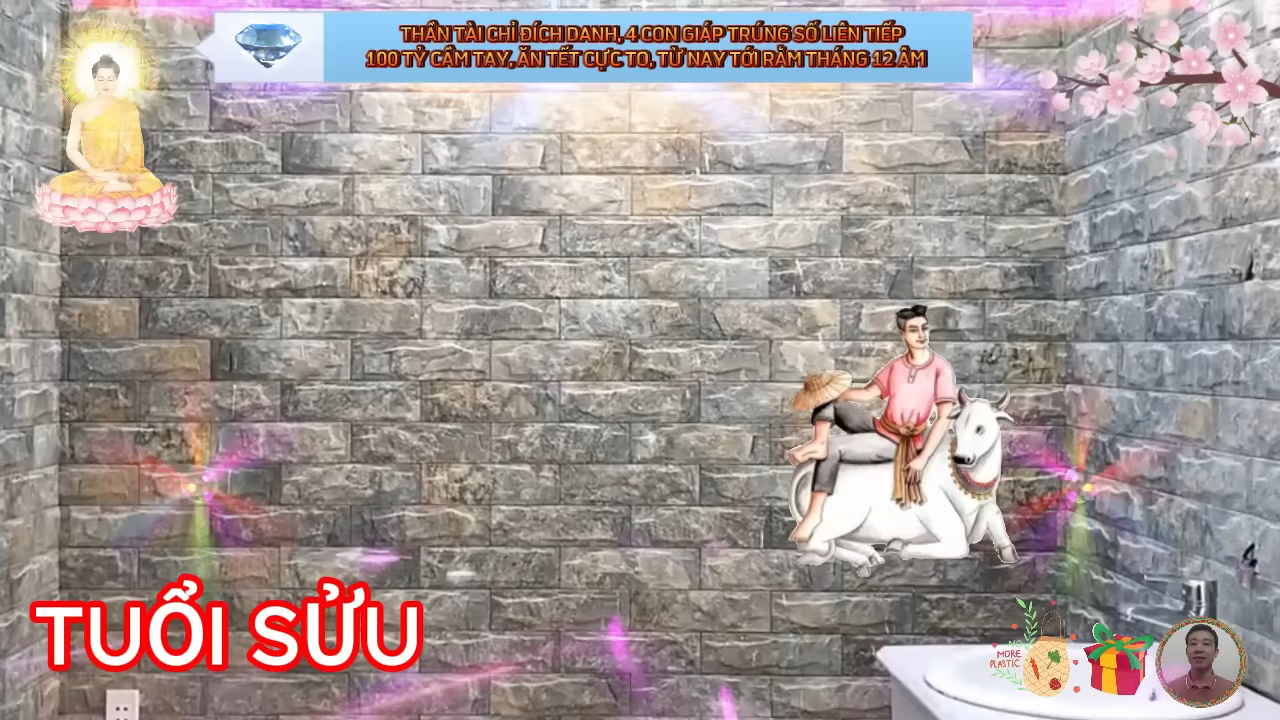 THẦN TÀI CHỈ ĐÍCH DANH, 4 CON GIÁP TRÚNG SỐ LIÊN TIẾP
100 TỶ CẦM TAY, ĂN TẾT CỰC TO, TỪ NAY TỚI RẰM THÁNG 12 ÂM
TUỔI SỬU
MORE
PLASTIC